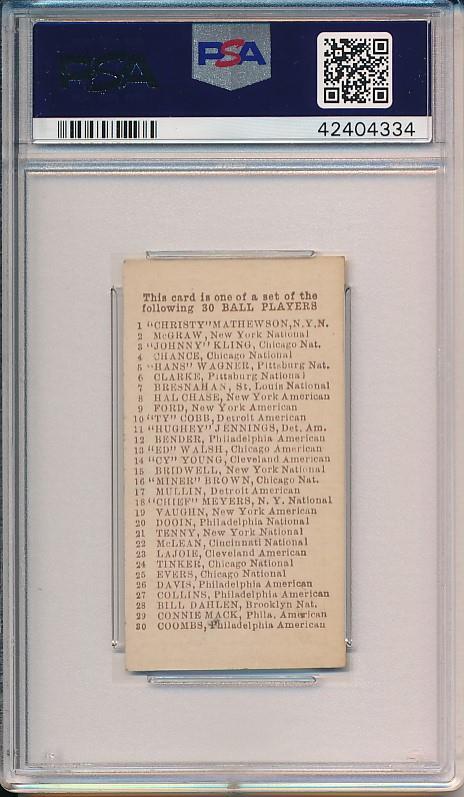 PSA
PSA
42404334
This card is one of a set of the
following 30 BALL PLAYERS
1 "CHRISTY" MATHEWSON, N.Y.N.
2 McGRAW, New York National
3 "JOHNNY" KLING, Chicago Nat.
4 CHANCE, Chicago National
5 "HANS" WAGNER, Pittsburg Nat.
6 CLARKE, Pittsburg National
7 BRESNAHAN, St. Louis National
8 HAL CHASE, New York American
9 FORD, New York American
10 "TY" COBB, Detroit American
11 "HUGHEY" JENNINGS, Det. Am.
12 BENDER, Philadelphia American
13 "ED" WALSH, Chicago American
14 "CY" YOUNG, Cleveland American
15 BRIDWELL, New York National
16 "MINER" BROWN, Chicago Nat.
17 MULLIN, Detroit American
18 "CHIEF" MEYERS, N. Y. National
19 VAUGHN, New York American
20 DOOIN, Philadelphia National
21 TENNY, New York National
22 McLEAN, Cincinnati National
23 LAJOIE, Cleveland American
24 TINKER, Chicago National
25 EVERS, Chicago National
26 DAVIS, Philadelphia American
27 COLLINS, Philadelphia American
28 BILL DAHLEN, Brooklyn Nat.
29 CONNIE MACK, Phila. American
30 COOMBS, Philadelphia American